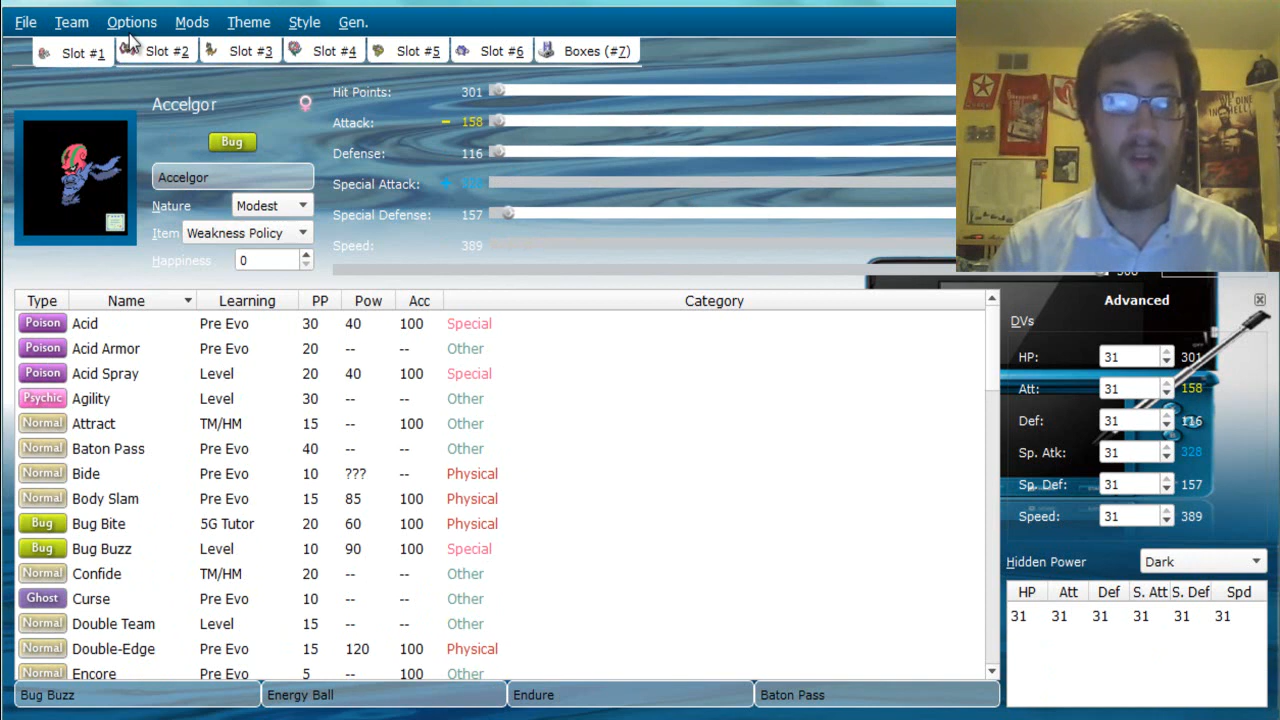 File Team Options Mods Theme Style Gen.
Slot #1 Slot #2 Slot #3 Slot #4 Slot #5 Slot #6 Boxes (#7)
Accelgor
Bug
Accelgor
Nature Modest
Item Weakness Policy
Happiness 0
Hit Points: 301
Attack: - 158
Defense: 116
Special Attack: +
Special Defense: 157
Speed: 389
Type Name Learning PP Pow Acc Category
Poison Acid Pre Evo 30 40 100 Special
Poison Acid Armor Pre Evo 20 -- -- Other
Poison Acid Spray Level 20 40 100 Special
Psychic Agility Level 30 -- -- Other
Normal Attract TM/HM 15 -- 100 Other
Normal Baton Pass Pre Evo 40 -- -- Other
Normal Bide Pre Evo 10 ??? -- Physical
Normal Body Slam Pre Evo 15 85 100 Physical
Bug Bug Bite 5G Tutor 20 60 100 Physical
Bug Bug Buzz Level 10 90 100 Special
Normal Confide TM/HM 20 -- -- Other
Ghost Curse Pre Evo 10 -- -- Other
Normal Double Team Level 15 -- -- Other
Normal Double-Edge Pre Evo 15 120 100 Physical
Normal Encore Pre Evo 5 -- 100 Other
Bug Buzz Energy Ball Endure Baton Pass
Advanced
DVs
HP: 31 301
Att: 31 158
Def: 31 116
Sp. Atk: 31 328
Sp. Def: 31 157
Speed: 31 389
Hidden Power Dark
HP Att Def S. Att S. Def Spd
31 31 31 31 31 31